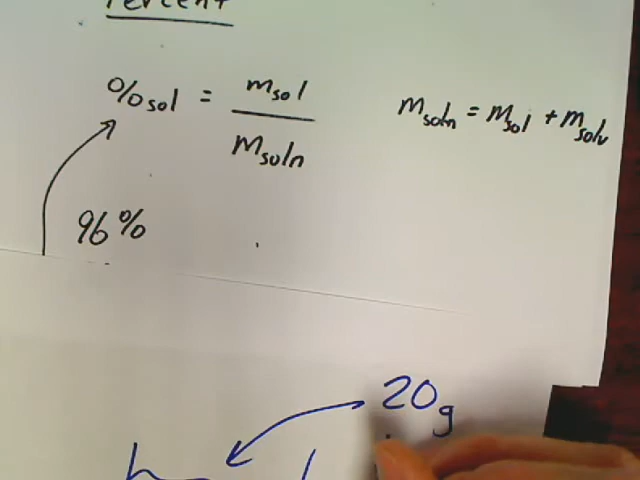 Percent
%sol = msol / msoln
msoln = msol + msolv
96%
20g